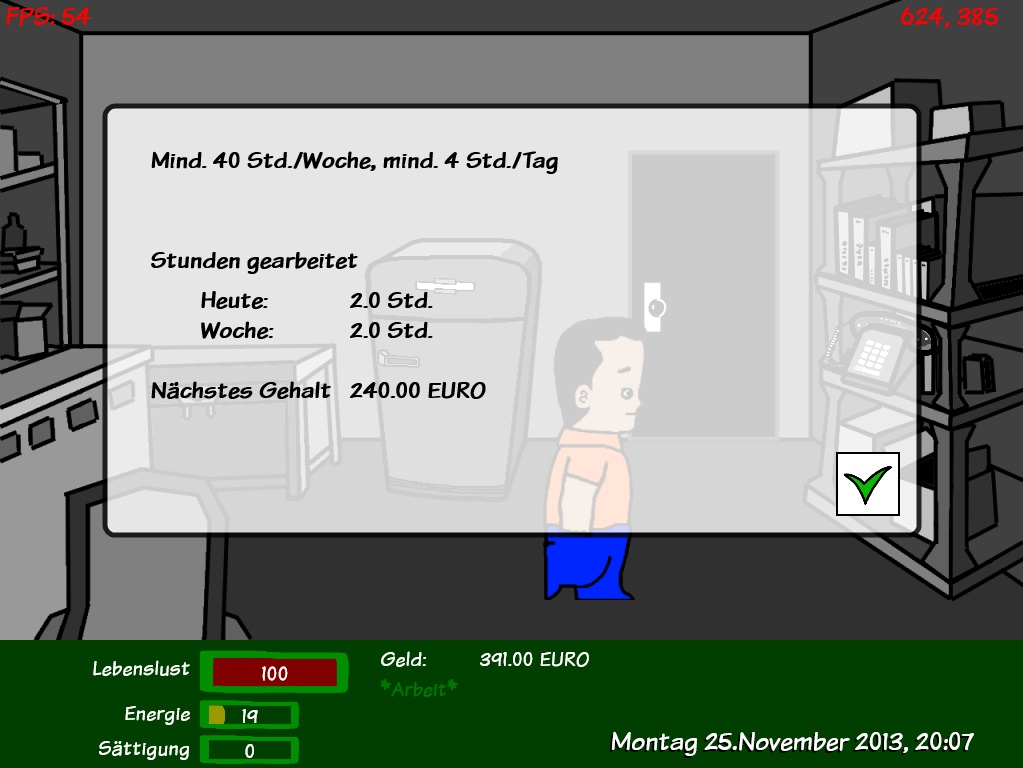 FPS: 54
624, 385
Mind. 40 Std./Woche, mind. 4 Std./Tag
Stunden gearbeitet
Heute: 2.0 Std.
Woche: 2.0 Std.
Nächstes Gehalt 240.00 EURO
Lebenslust 100
Geld: 391.00 EURO
*Arbeit*
Energie 19
Sättigung 0
Montag 25.November 2013, 20:07